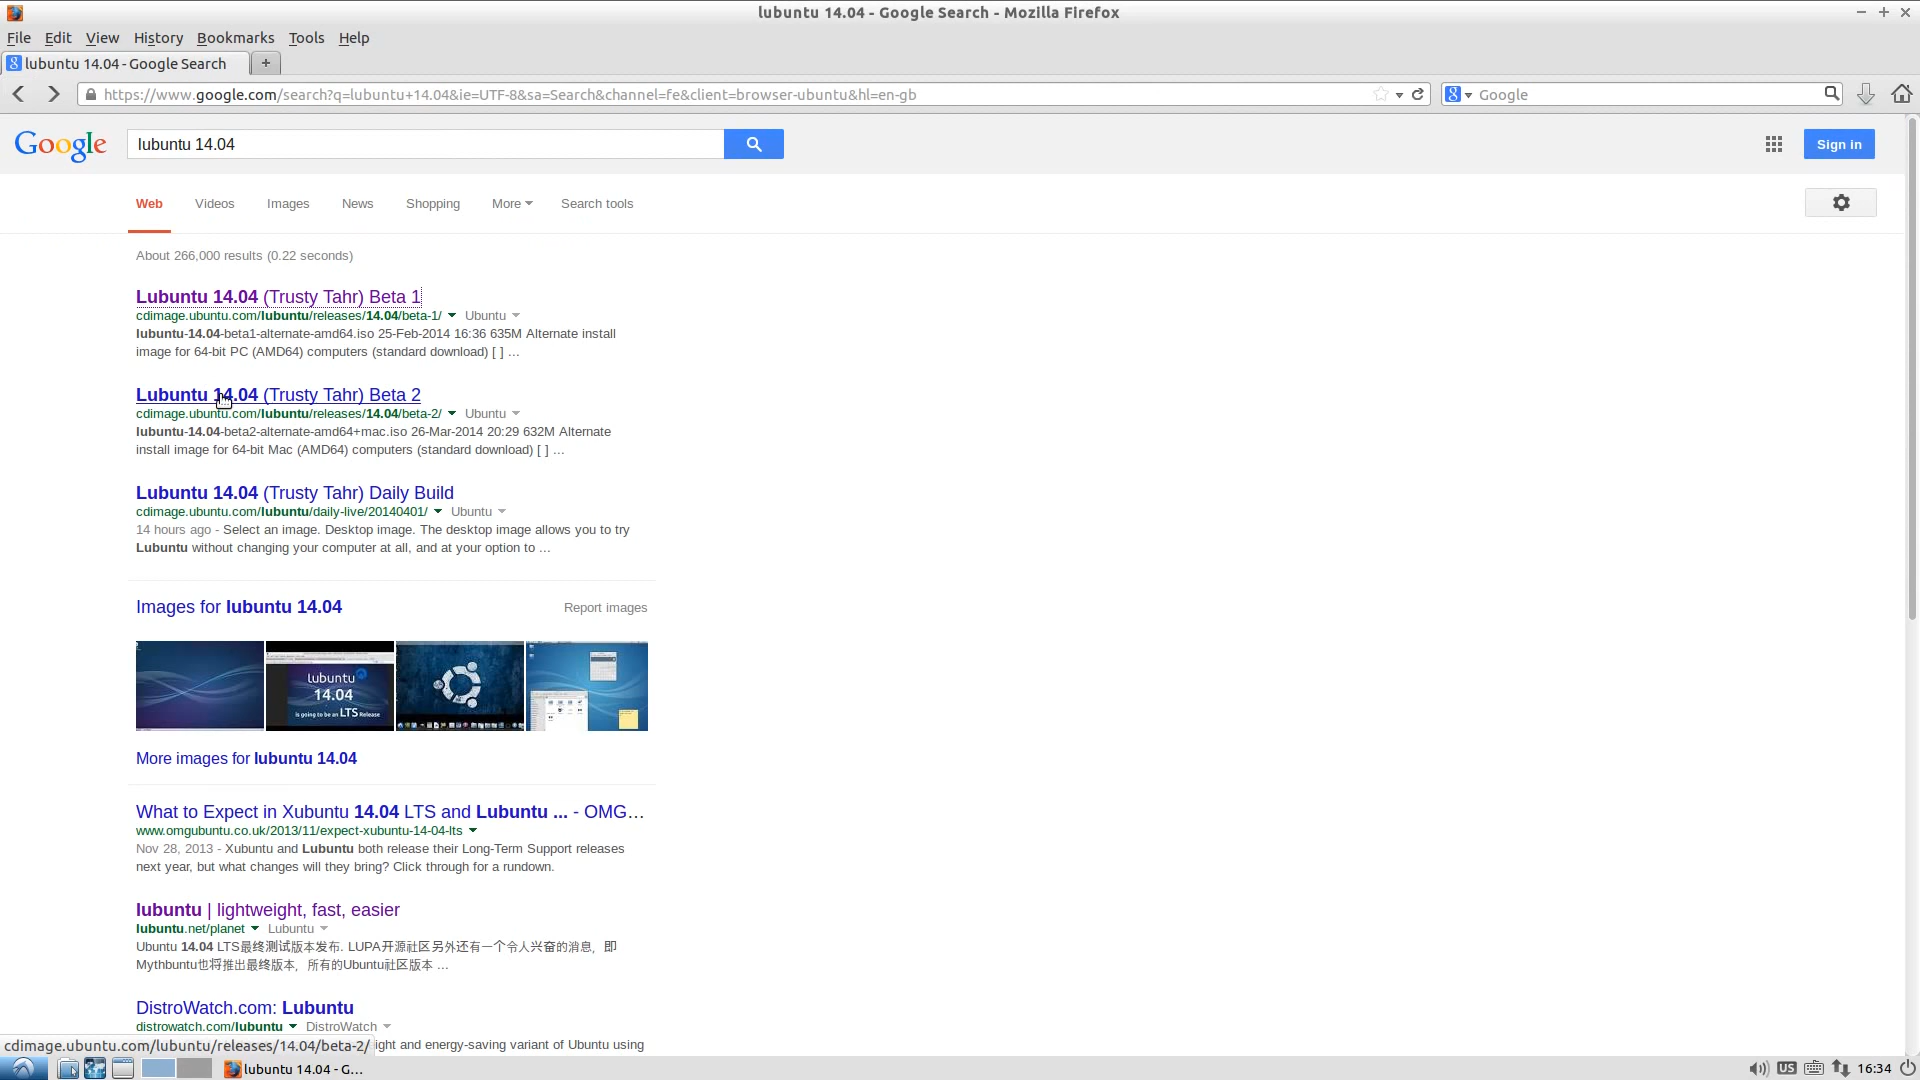 lubuntu 14.04 - Google Search - Mozilla Firefox
File Edit View History Bookmarks Tools Help
lubuntu 14.04 - Google Search
https://www.google.com/search?q=lubuntu+14.04&ie=UTF-8&sa=Search&channel=fe&client=browser-ubuntu&hl=en-gb
Google
Google
lubuntu 14.04
Sign in
Web Videos Images News Shopping More Search tools
About 266,000 results (0.22 seconds)
Lubuntu 14.04 (Trusty Tahr) Beta 1
cdimage.ubuntu.com/lubuntu/releases/14.04/beta-1/ Ubuntu
lubuntu-14.04-beta1-alternate-amd64.iso 25-Feb-2014 16:36 635M Alternate install
image for 64-bit PC (AMD64) computers (standard download) [ ] ...
Lubuntu 14.04 (Trusty Tahr) Beta 2
cdimage.ubuntu.com/lubuntu/releases/14.04/beta-2/ Ubuntu
lubuntu-14.04-beta2-alternate-amd64+mac.iso 26-Mar-2014 20:29 632M Alternate
install image for 64-bit Mac (AMD64) computers (standard download) [ ] ...
Lubuntu 14.04 (Trusty Tahr) Daily Build
cdimage.ubuntu.com/lubuntu/daily-live/20140401/ Ubuntu
14 hours ago - Select an image. Desktop image. The desktop image allows you to try
Lubuntu without changing your computer at all, and at your option to ...
Images for lubuntu 14.04
Report images
lubuntu
14.04
is going to be an LTS Release
More images for lubuntu 14.04
What to Expect in Xubuntu 14.04 LTS and Lubuntu ... - OMG...
www.omgubuntu.co.uk/2013/11/expect-xubuntu-14-04-lts
Nov 28, 2013 - Xubuntu and Lubuntu both release their Long-Term Support releases
next year, but what changes will they bring? Click through for a rundown.
lubuntu | lightweight, fast, easier
lubuntu.net/planet Lubuntu
Ubuntu 14.04 LTS最终测试版本发布. LUPA开源社区另外还有一个令人兴奋的消息，即
Mythbuntu也将推出最终版本，所有的Ubuntu社区版本 ...
DistroWatch.com: Lubuntu
distrowatch.com/lubuntu DistroWatch
cdimage.ubuntu.com/lubuntu/releases/14.04/beta-2/ ight and energy-saving variant of Ubuntu using
lubuntu 14.04 - G...
US
16:34